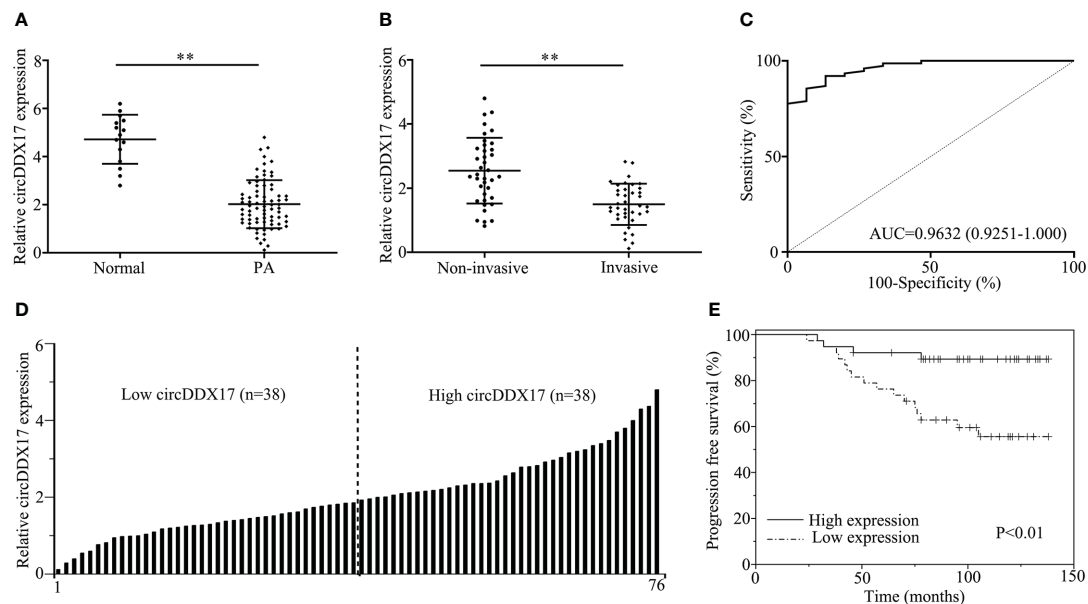 A
Relative circDDX17 expression
8
6
4
2
0
**
Normal
PA
B
Relative circDDX17 expression
6
4
2
0
**
Non-invasive
Invasive
C
Sensitivity (%)
100
50
0
0
50
100
100-Specificity (%)
AUC=0.9632 (0.9251-1.000)
D
Relative circDDX17 expression
6
4
2
0
Low circDDX17 (n=38)
High circDDX17 (n=38)
1
76
E
Progression free survival (%)
100
80
60
40
20
0
High expression
Low expression
P<0.01
0
50
100
150
Time (months)